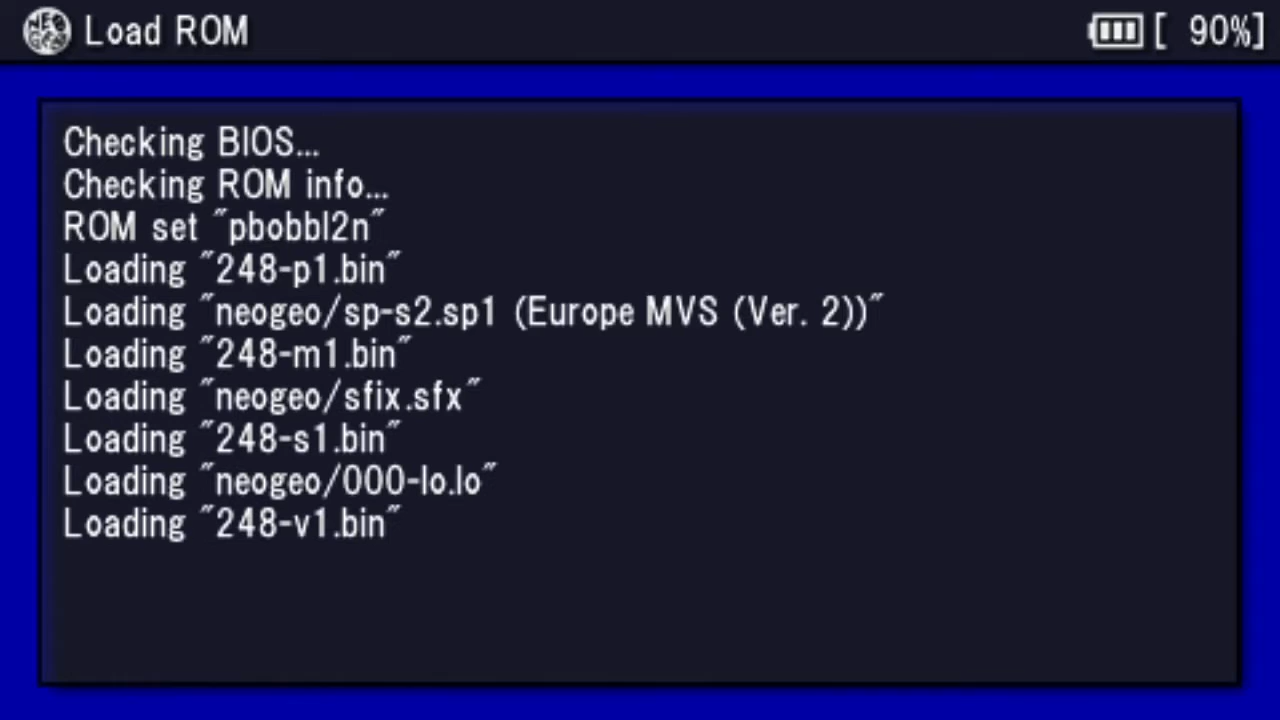 NEO GEO
Load ROM
[ 90%]
Checking BIOS...
Checking ROM info...
ROM set "pbobbl2n"
Loading "248-p1.bin"
Loading "neogeo/sp-s2.sp1 (Europe MVS (Ver. 2))"
Loading "248-m1.bin"
Loading "neogeo/sfix.sfx"
Loading "248-s1.bin"
Loading "neogeo/000-lo.lo"
Loading "248-v1.bin"